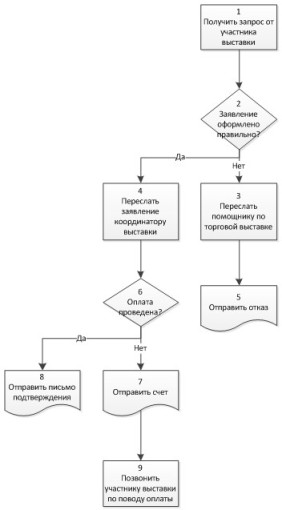 1
Получить запрос от
участника
выставки
2
Заявление
оформлено
правильно?
Да
Нет
4
Переслать
заявление
координатору
выставки
3
Переслать
помощнику по
торговой выставке
6
Оплата
проведена?
5
Отправить отказ
Да
Нет
8
Отправить письмо
подтверждения
7
Отправить счет
9
Позвонить
участнику выставки
по поводу оплаты